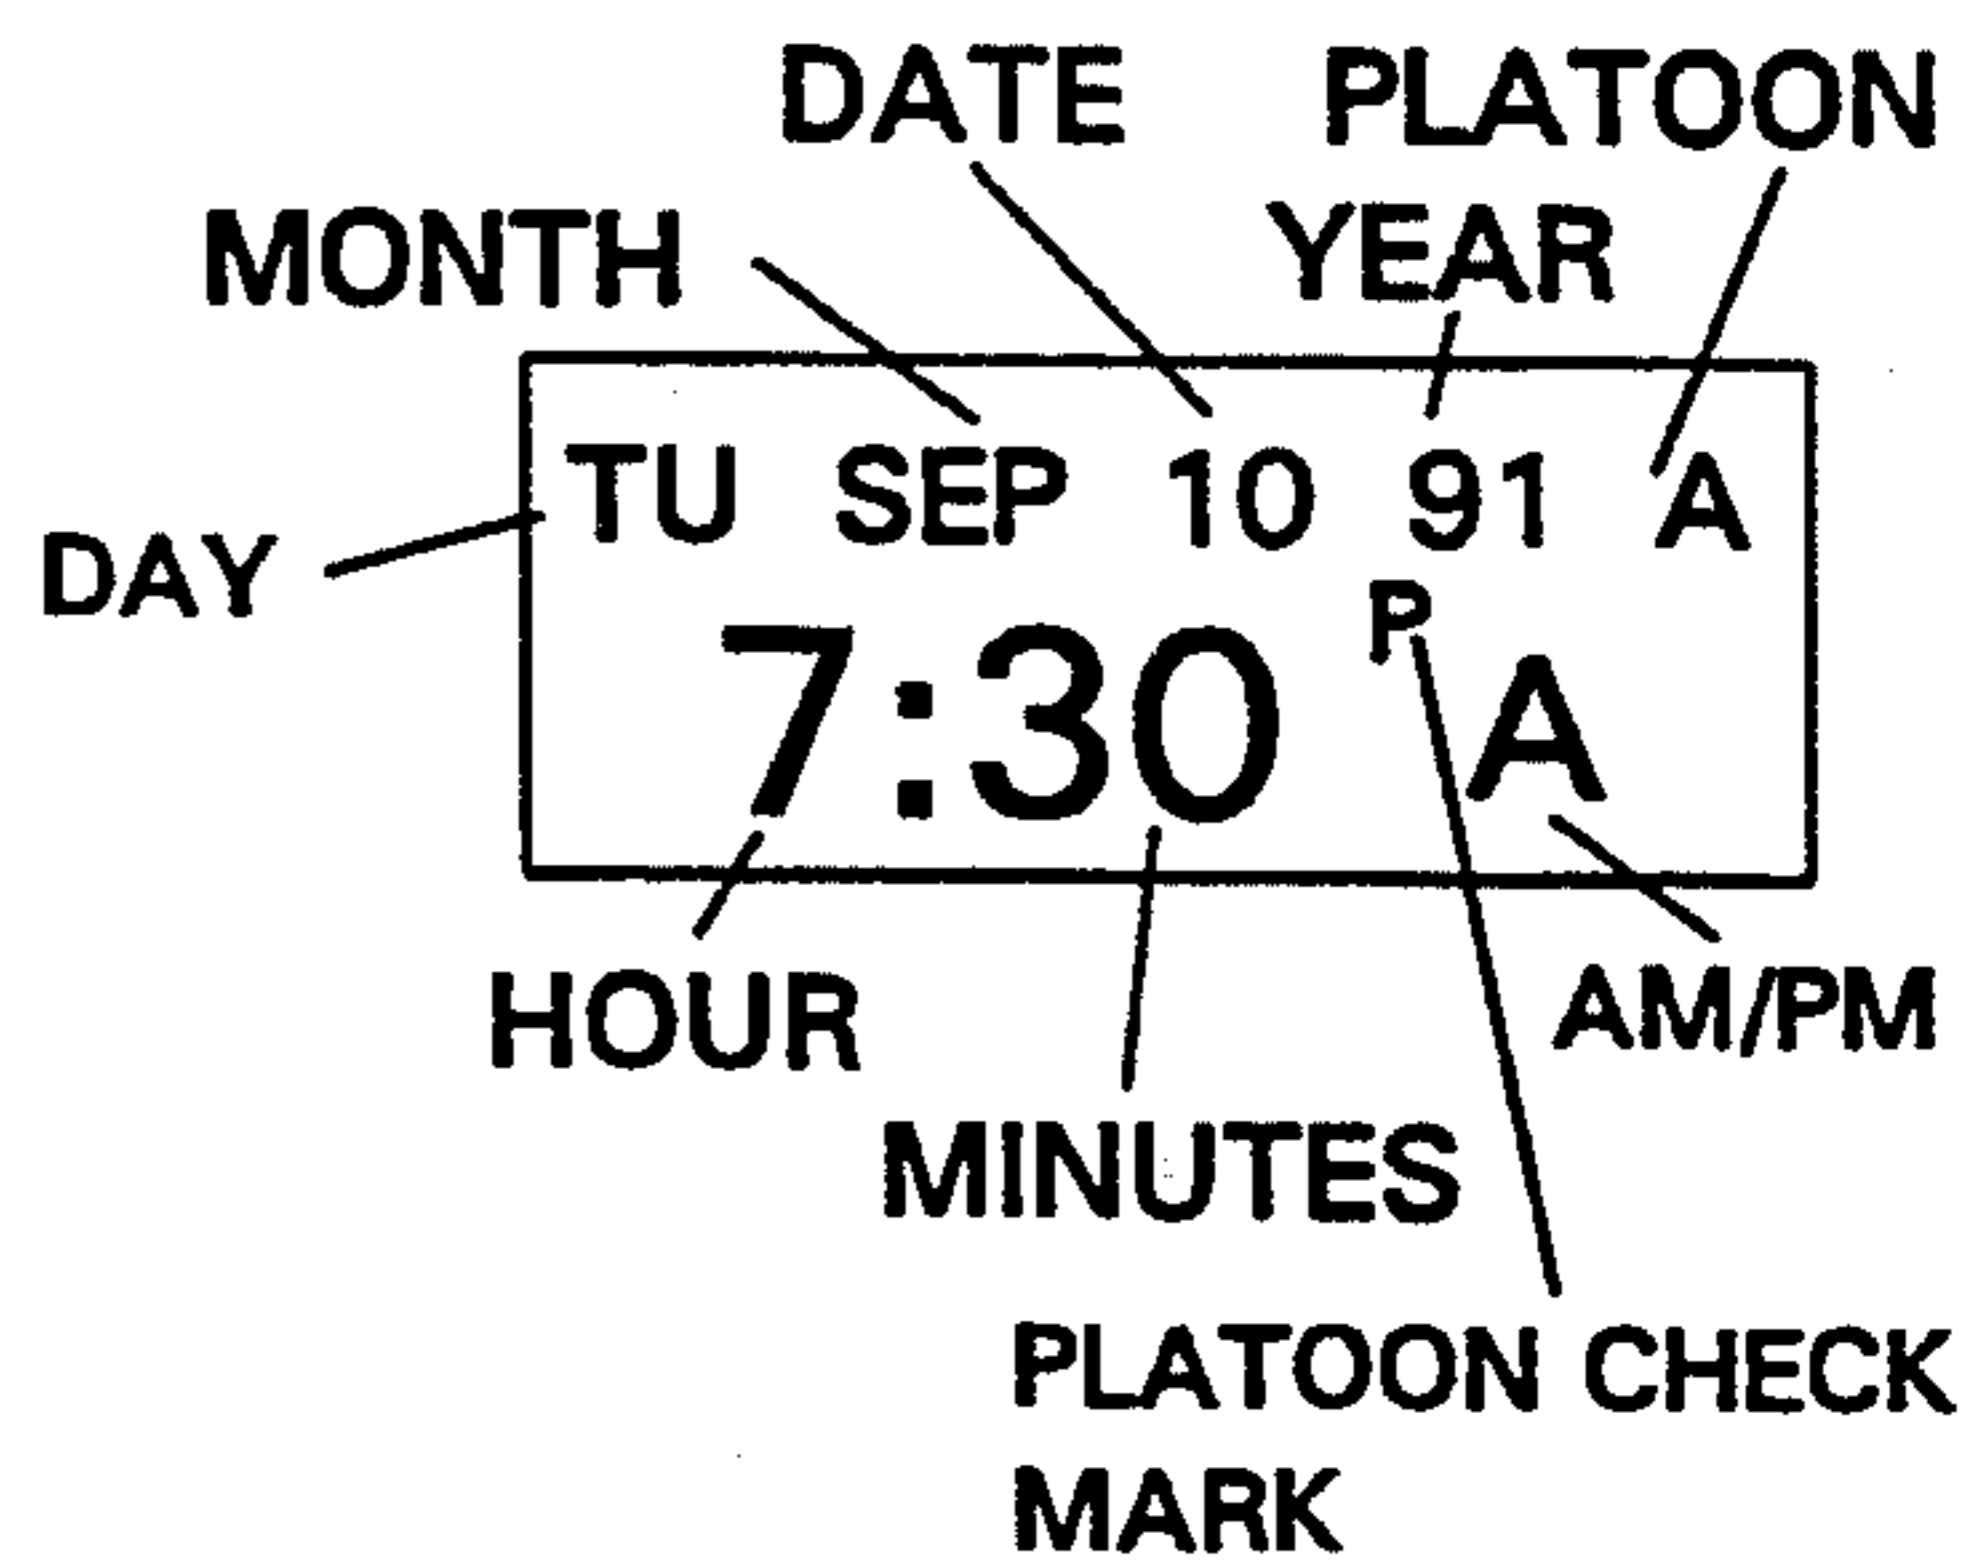 DATE PLATOON
MONTH YEAR
TU SEP 10 91 A
DAY
P
7:30 A
HOUR AM/PM
MINUTES
PLATOON CHECK
MARK